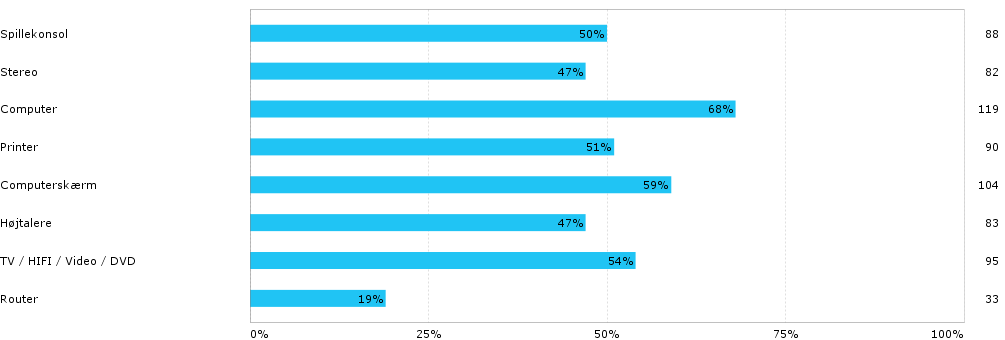 Spillekonsol 50% 88
Stereo 47% 82
Computer 68% 119
Printer 51% 90
Computerskærm 59% 104
Højtalere 47% 83
TV / HIFI / Video / DVD 54% 95
Router 19% 33
0% 25% 50% 75% 100%